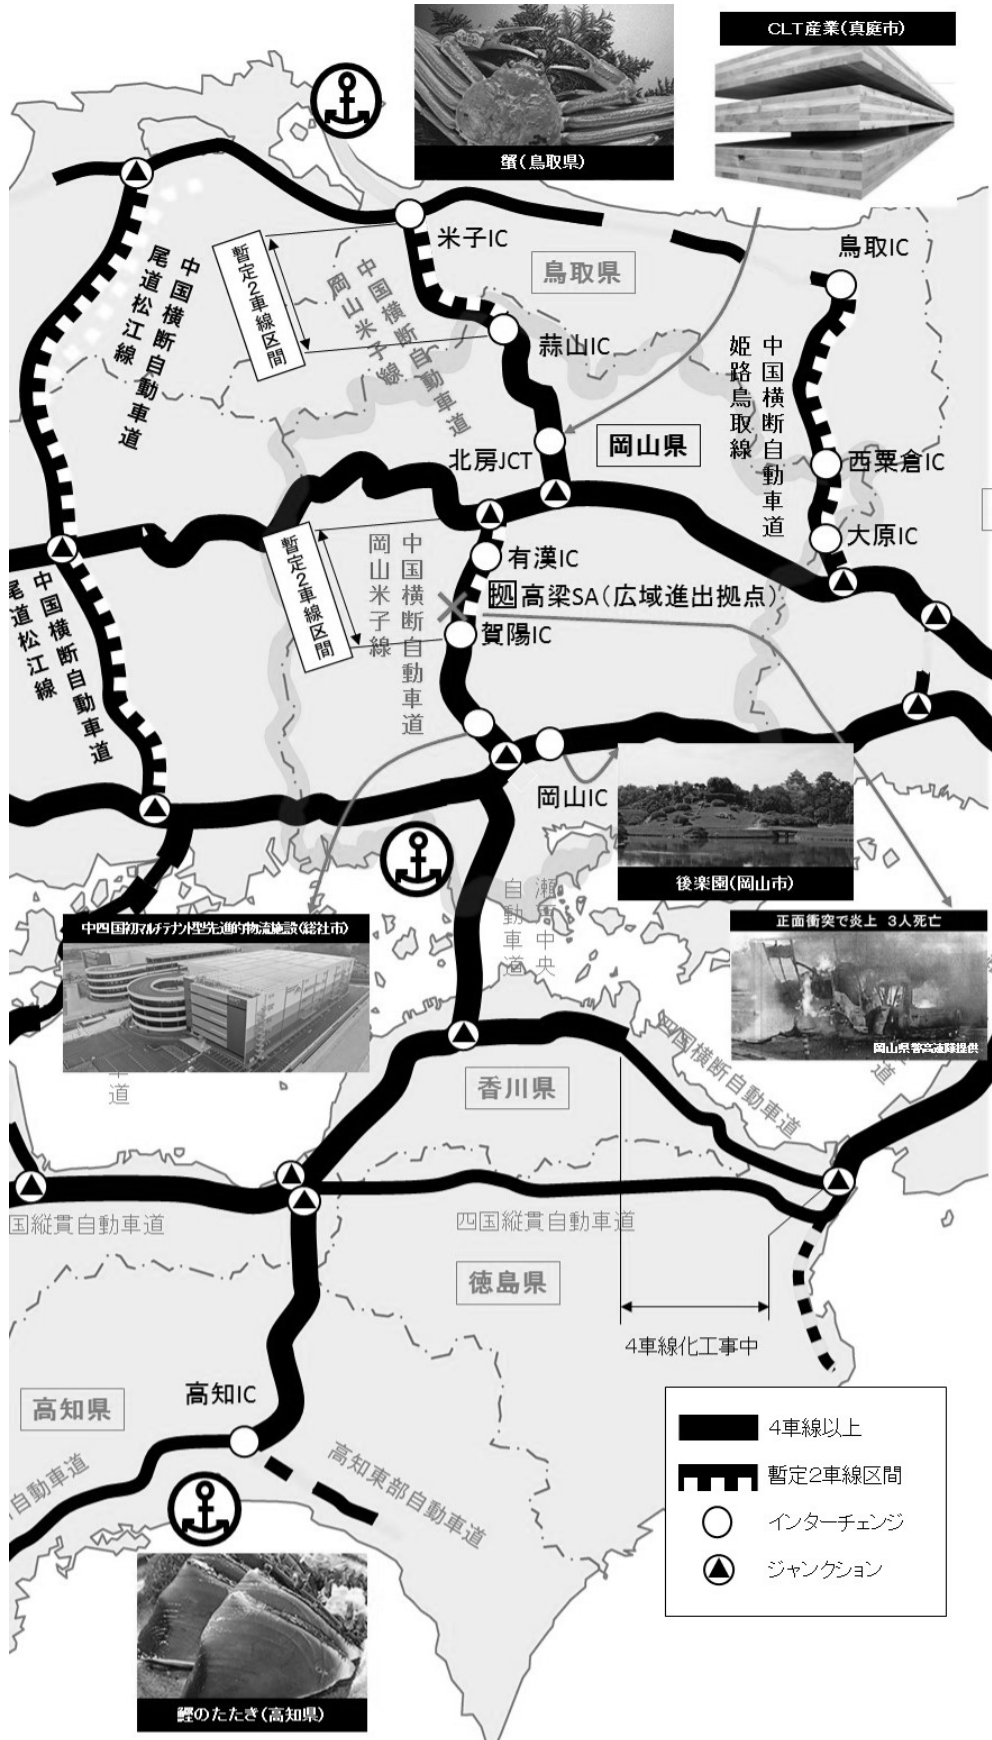 CLT産業(真庭市)
蟹(鳥取県)
米子IC
鳥取県
鳥取IC
中国横断自動車道
尾道松江線
暫定2車線区間
中国横断自動車道
岡山米子線
蒜山IC
中国横断自動車道
姫路鳥取線
北房JCT
岡山県
西粟倉IC
大原IC
暫定2車線区間
中国横断自動車道
岡山米子線
有漢IC
拠 高梁SA(広域進出拠点)
賀陽IC
中国横断自動車道
尾道松江線
岡山IC
後楽園(岡山市)
瀬戸中央
自動車道
中四国初マルチテナント型先進的物流施設(総社市)
正面衝突で炎上 3人死亡
岡山県警高速隊提供
車道
香川県
四国横断自動車道
車道
国縦貫自動車道
四国縦貫自動車道
徳島県
4車線化工事中
高知IC
高知県
自動車道
高知東部自動車道
4車線以上
暫定2車線区間
インターチェンジ
ジャンクション
鰹のたたき(高知県)